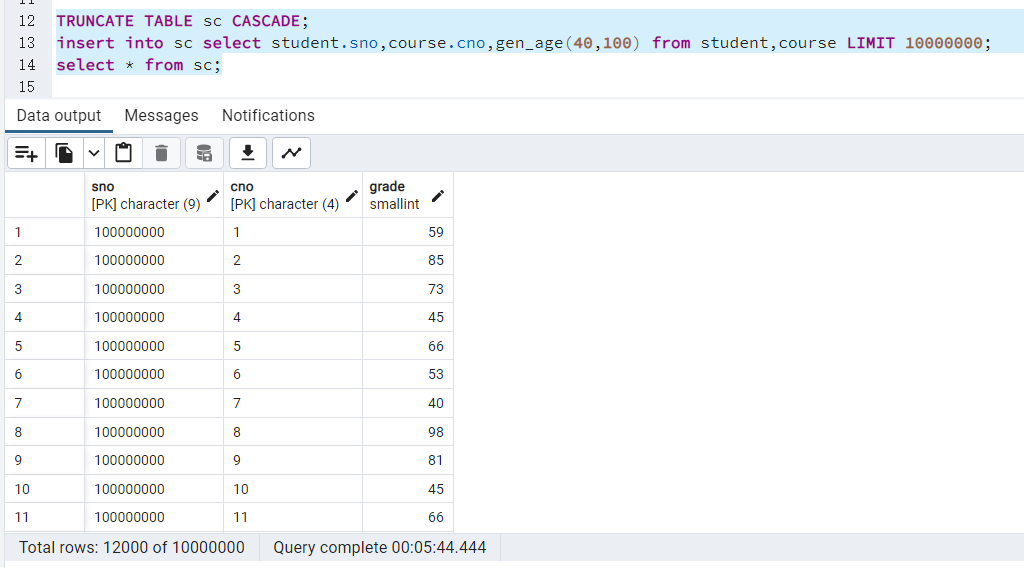 11
12 TRUNCATE TABLE sc CASCADE;
13 insert into sc select student.sno,course.cno,gen_age(40,100) from student,course LIMIT 10000000;
14 select * from sc;
15
Data output Messages Notifications
sno cno grade
[PK] character (9) [PK] character (4) smallint
1 100000000 1 59
2 100000000 2 85
3 100000000 3 73
4 100000000 4 45
5 100000000 5 66
6 100000000 6 53
7 100000000 7 40
8 100000000 8 98
9 100000000 9 81
10 100000000 10 45
11 100000000 11 66
Total rows: 12000 of 10000000 Query complete 00:05:44.444